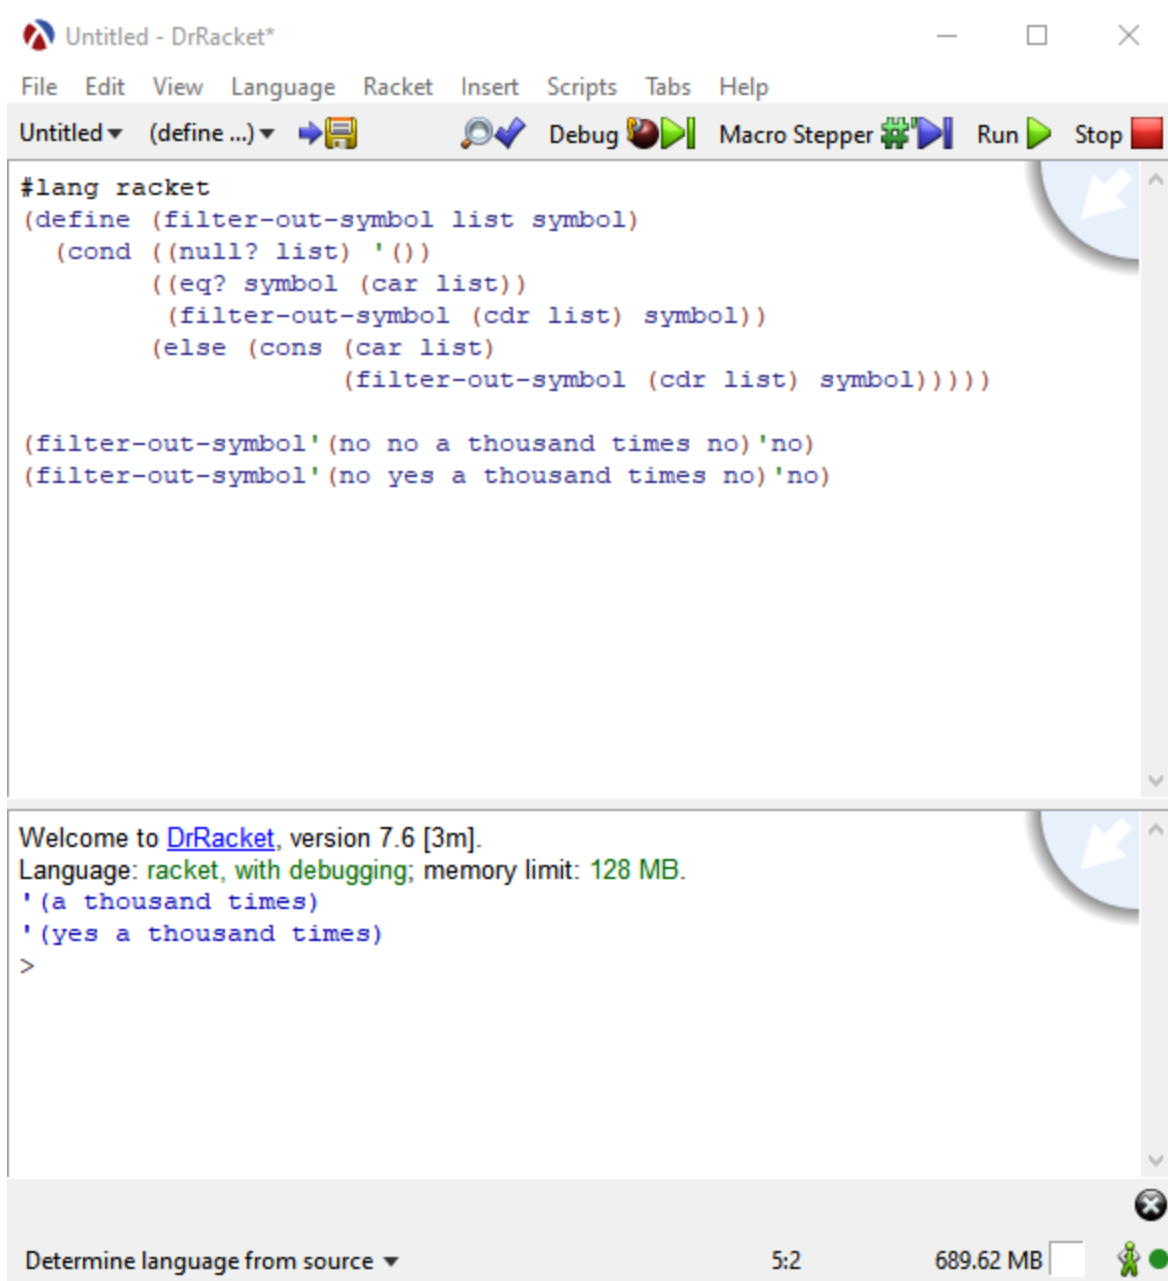 Untitled - DrRacket*
File Edit View Language Racket Insert Scripts Tabs Help
Untitled (define ...) Debug Macro Stepper Run Stop
#lang racket
(define (filter-out-symbol list symbol)
  (cond ((null? list) '())
        ((eq? symbol (car list))
         (filter-out-symbol (cdr list) symbol))
        (else (cons (car list)
                    (filter-out-symbol (cdr list) symbol)))))

(filter-out-symbol'(no no a thousand times no)'no)
(filter-out-symbol'(no yes a thousand times no)'no)
Welcome to DrRacket, version 7.6 [3m].
Language: racket, with debugging; memory limit: 128 MB.
'(a thousand times)
'(yes a thousand times)
>
Determine language from source 5:2 689.62 MB